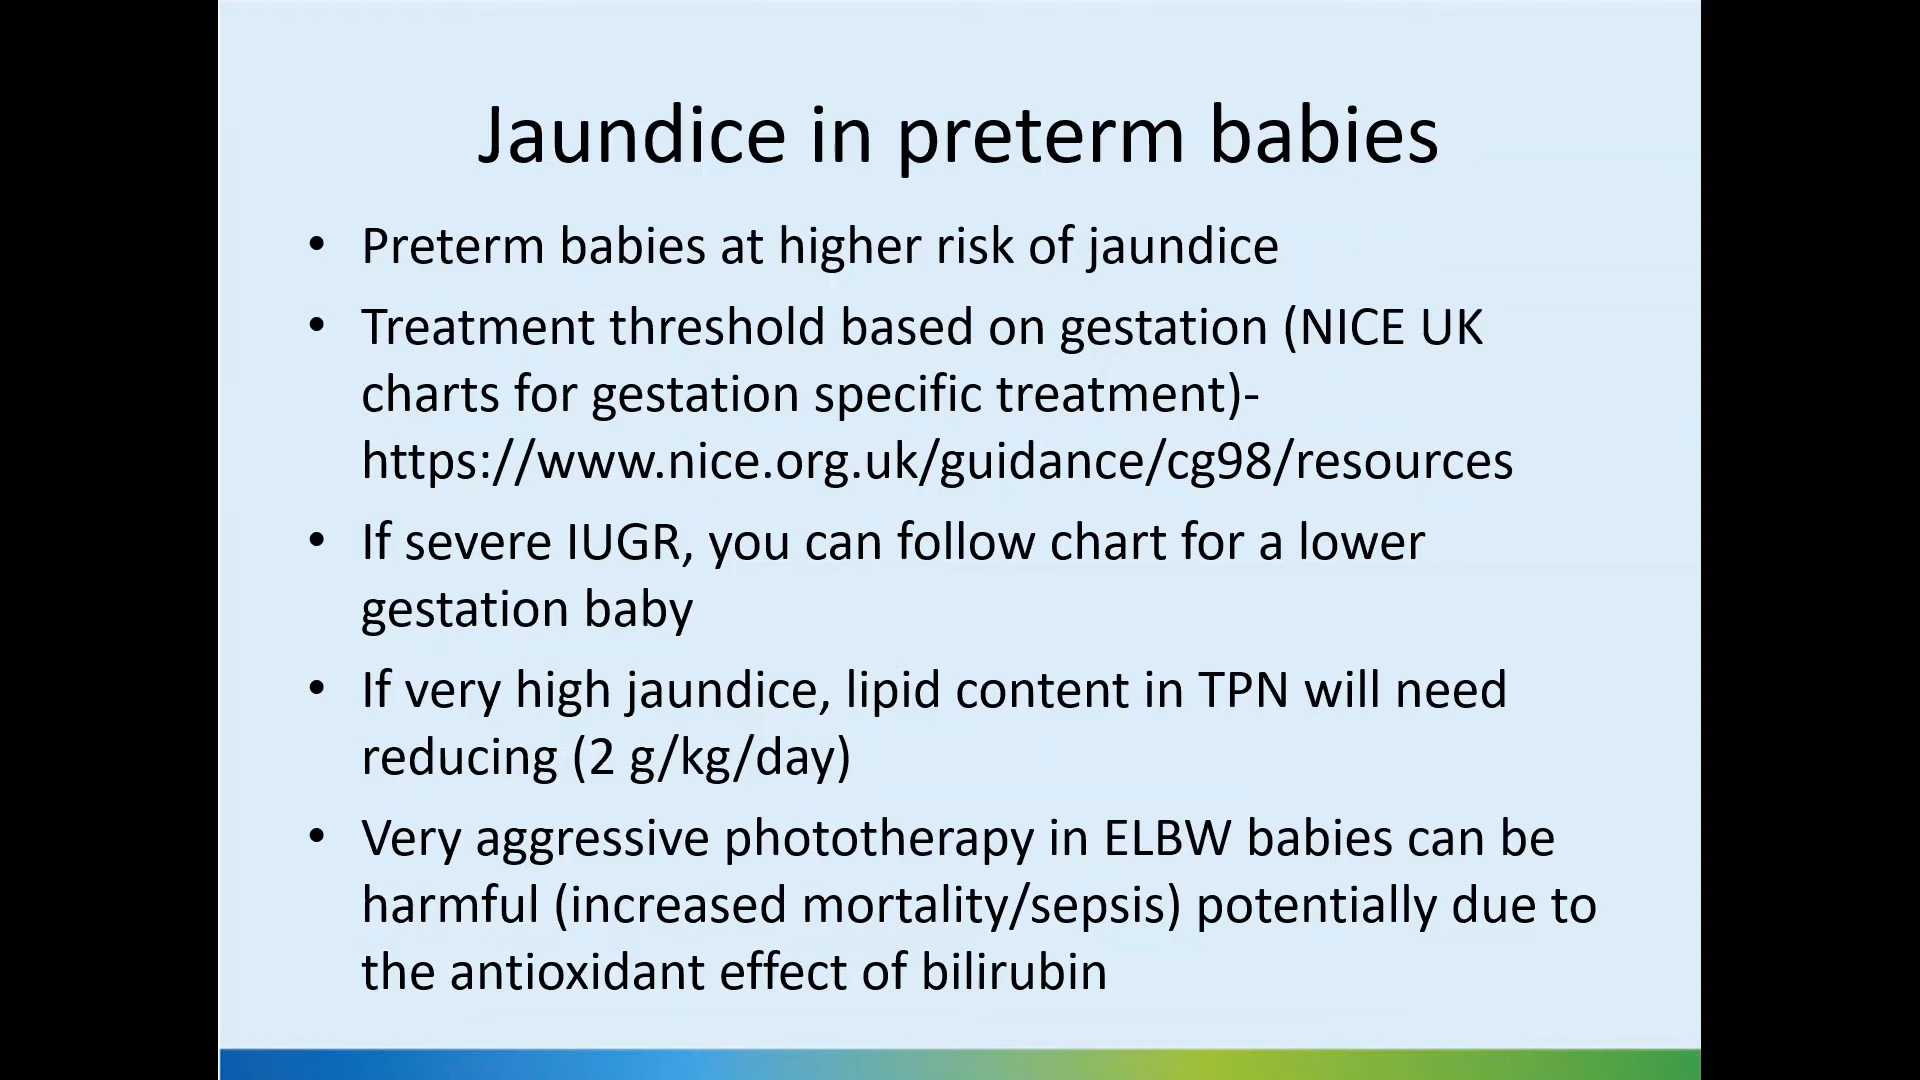 Jaundice in preterm babies
• Preterm babies at higher risk of jaundice
• Treatment threshold based on gestation (NICE UK
charts for gestation specific treatment)-
https://www.nice.org.uk/guidance/cg98/resources
• If severe IUGR, you can follow chart for a lower
gestation baby
• If very high jaundice, lipid content in TPN will need
reducing (2 g/kg/day)
• Very aggressive phototherapy in ELBW babies can be
harmful (increased mortality/sepsis) potentially due to
the antioxidant effect of bilirubin